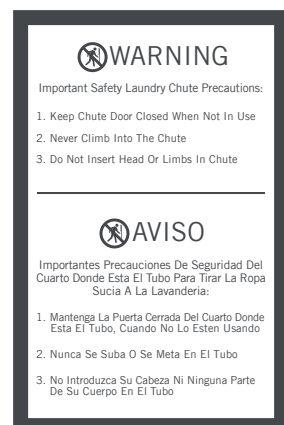 WARNING
Important Safety Laundry Chute Precautions:
1. Keep Chute Door Closed When Not In Use
2. Never Climb Into The Chute
3. Do Not Insert Head Or Limbs In Chute
AVISO
Importantes Precauciones De Seguridad Del
Cuarto Donde Esta El Tubo Para Tirar La Ropa
Sucia A La Lavanderia:
1. Mantenga La Puerta Cerrada Del Cuarto Donde
Esta El Tubo, Cuando No Lo Esten Usando
2. Nunca Se Suba O Se Meta En El Tubo
3. No Introduzca Su Cabeza Ni Ninguna Parte
De Su Cuerpo En El Tubo